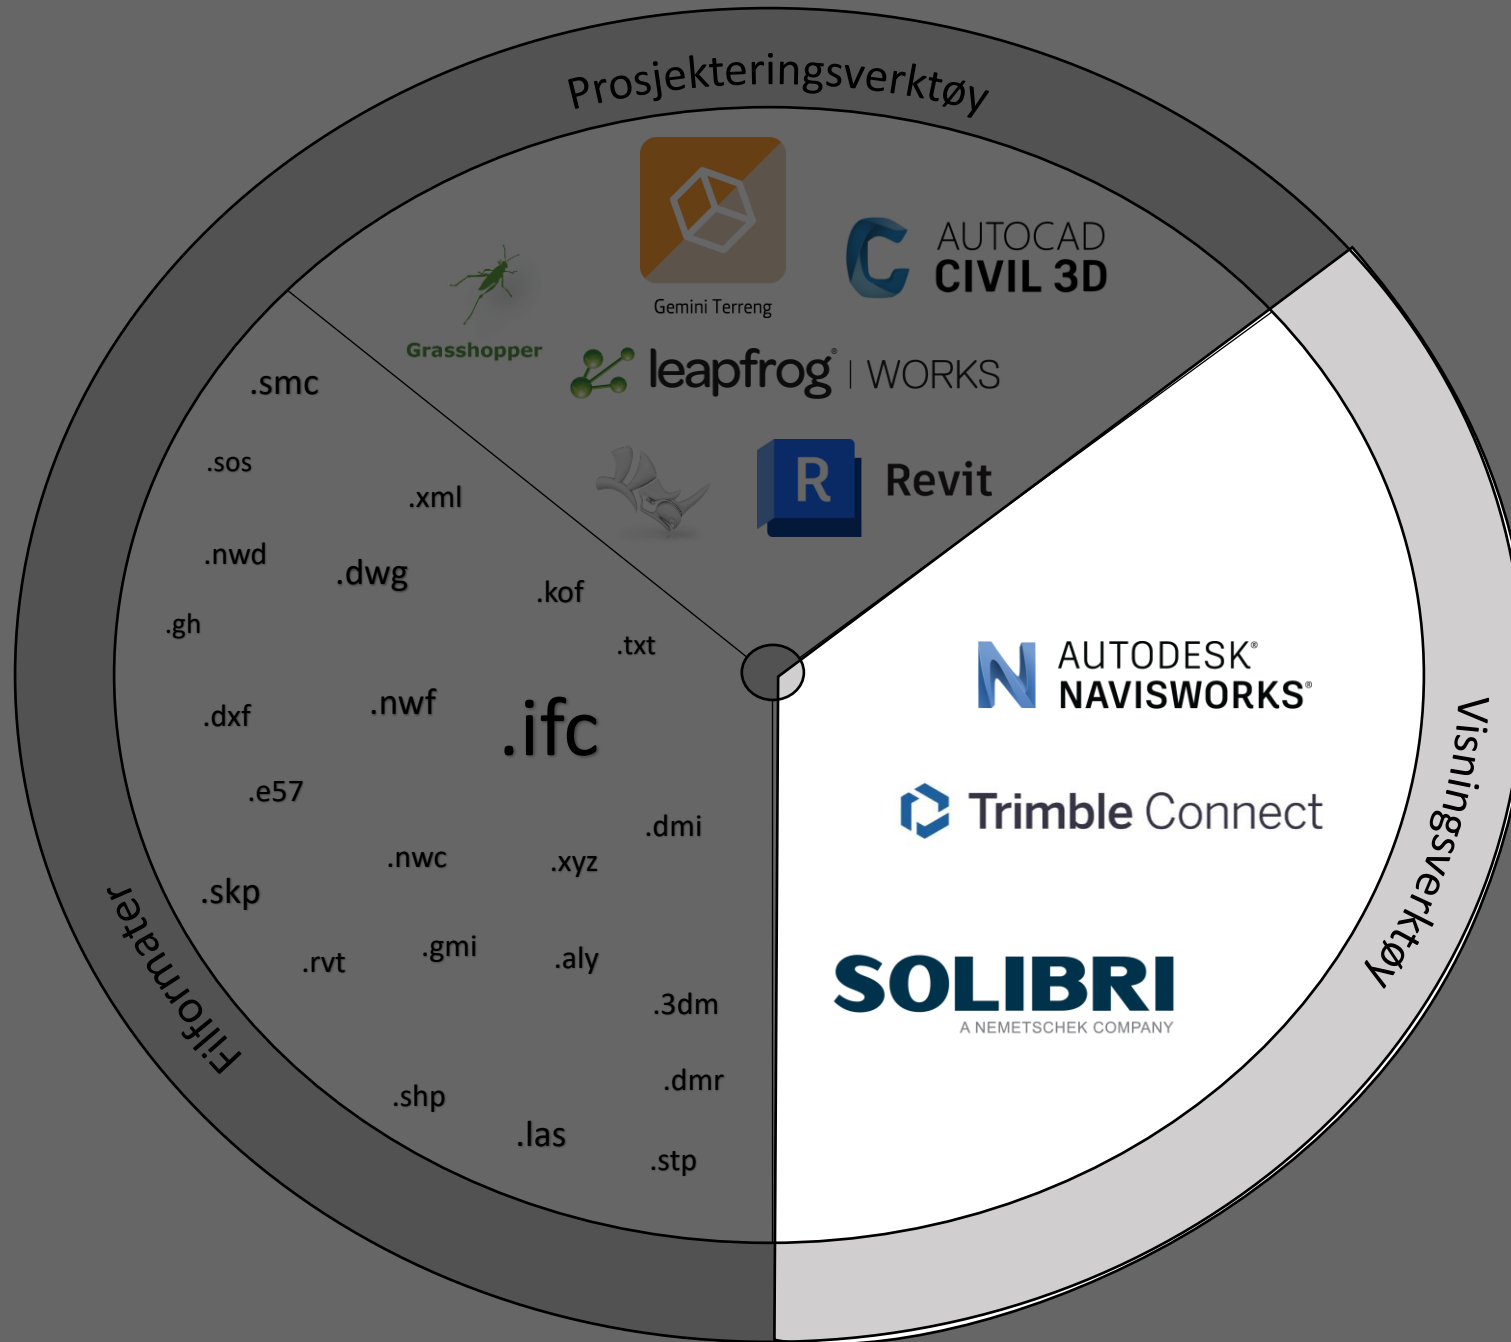 Prosjekteringsverktøy
Gemini Terreng
AUTOCAD
CIVIL 3D
Grasshopper
leapfrog® | WORKS
R Revit
.smc
.sos
.xml
.nwd
.dwg
.kof
.gh
.txt
.dxf
.nwf
.ifc
.e57
.dmi
.nwc
.xyz
.skp
.rvt
.gmi
.aly
.3dm
.dmr
.shp
.las
.stp
Filformater
AUTODESK®
NAVISWORKS®
Trimble Connect
SOLIBRI
A NEMETSCHEK COMPANY
Visningsverktøy